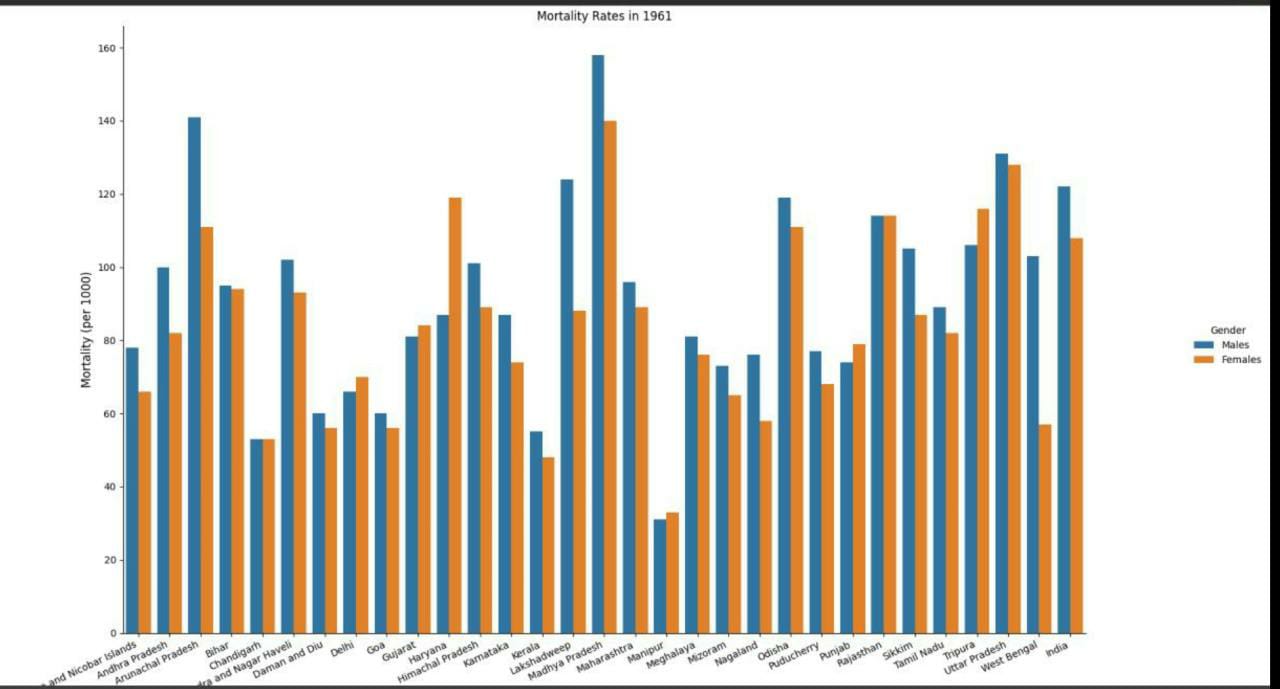 Mortality Rates in 1961
Mortality (per 1000)
160
140
120
100
80
60
40
20
0
and Nicobar Islands
Andhra Pradesh
Arunachal Pradesh
Bihar
Chandigarh
and Nagar Haveli
Daman and Diu
Delhi
Goa
Gujarat
Haryana
Himachal Pradesh
Karnataka
Kerala
Lakshadweep
Madhya Pradesh
Maharashtra
Manipur
Meghalaya
Mizoram
Nagaland
Odisha
Puducherry
Punjab
Rajasthan
Sikkim
Tamil Nadu
Tripura
Uttar Pradesh
West Bengal
India
Gender
Males
Females